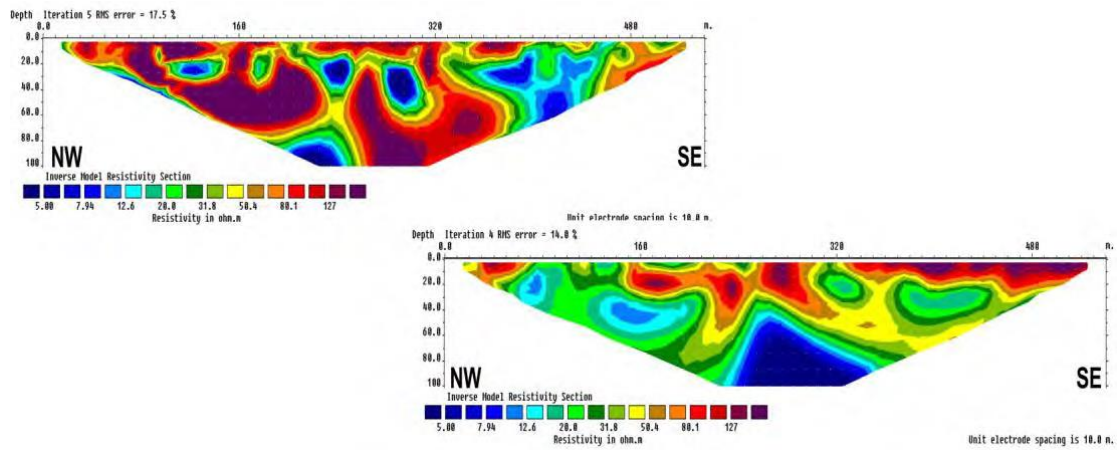 Depth Iteration 5 RMS error = 17.5 %
0.0 160 320 480 m.
0.0
20.0
40.0
60.0
80.0
100.
NW SE
Inverse Model Resistivity Section
5.00 7.94 12.6 20.0 31.8 50.4 80.1 127
Resistivity in ohm.m
Unit electrode spacing is 10.0 m.
Depth Iteration 4 RMS error = 14.0 %
0.0 160 320 480 m.
0.0
20.0
40.0
60.0
80.0
100.
NW SE
Inverse Model Resistivity Section
5.00 7.94 12.6 20.0 31.8 50.4 80.1 127
Resistivity in ohm.m
Unit electrode spacing is 10.0 m.